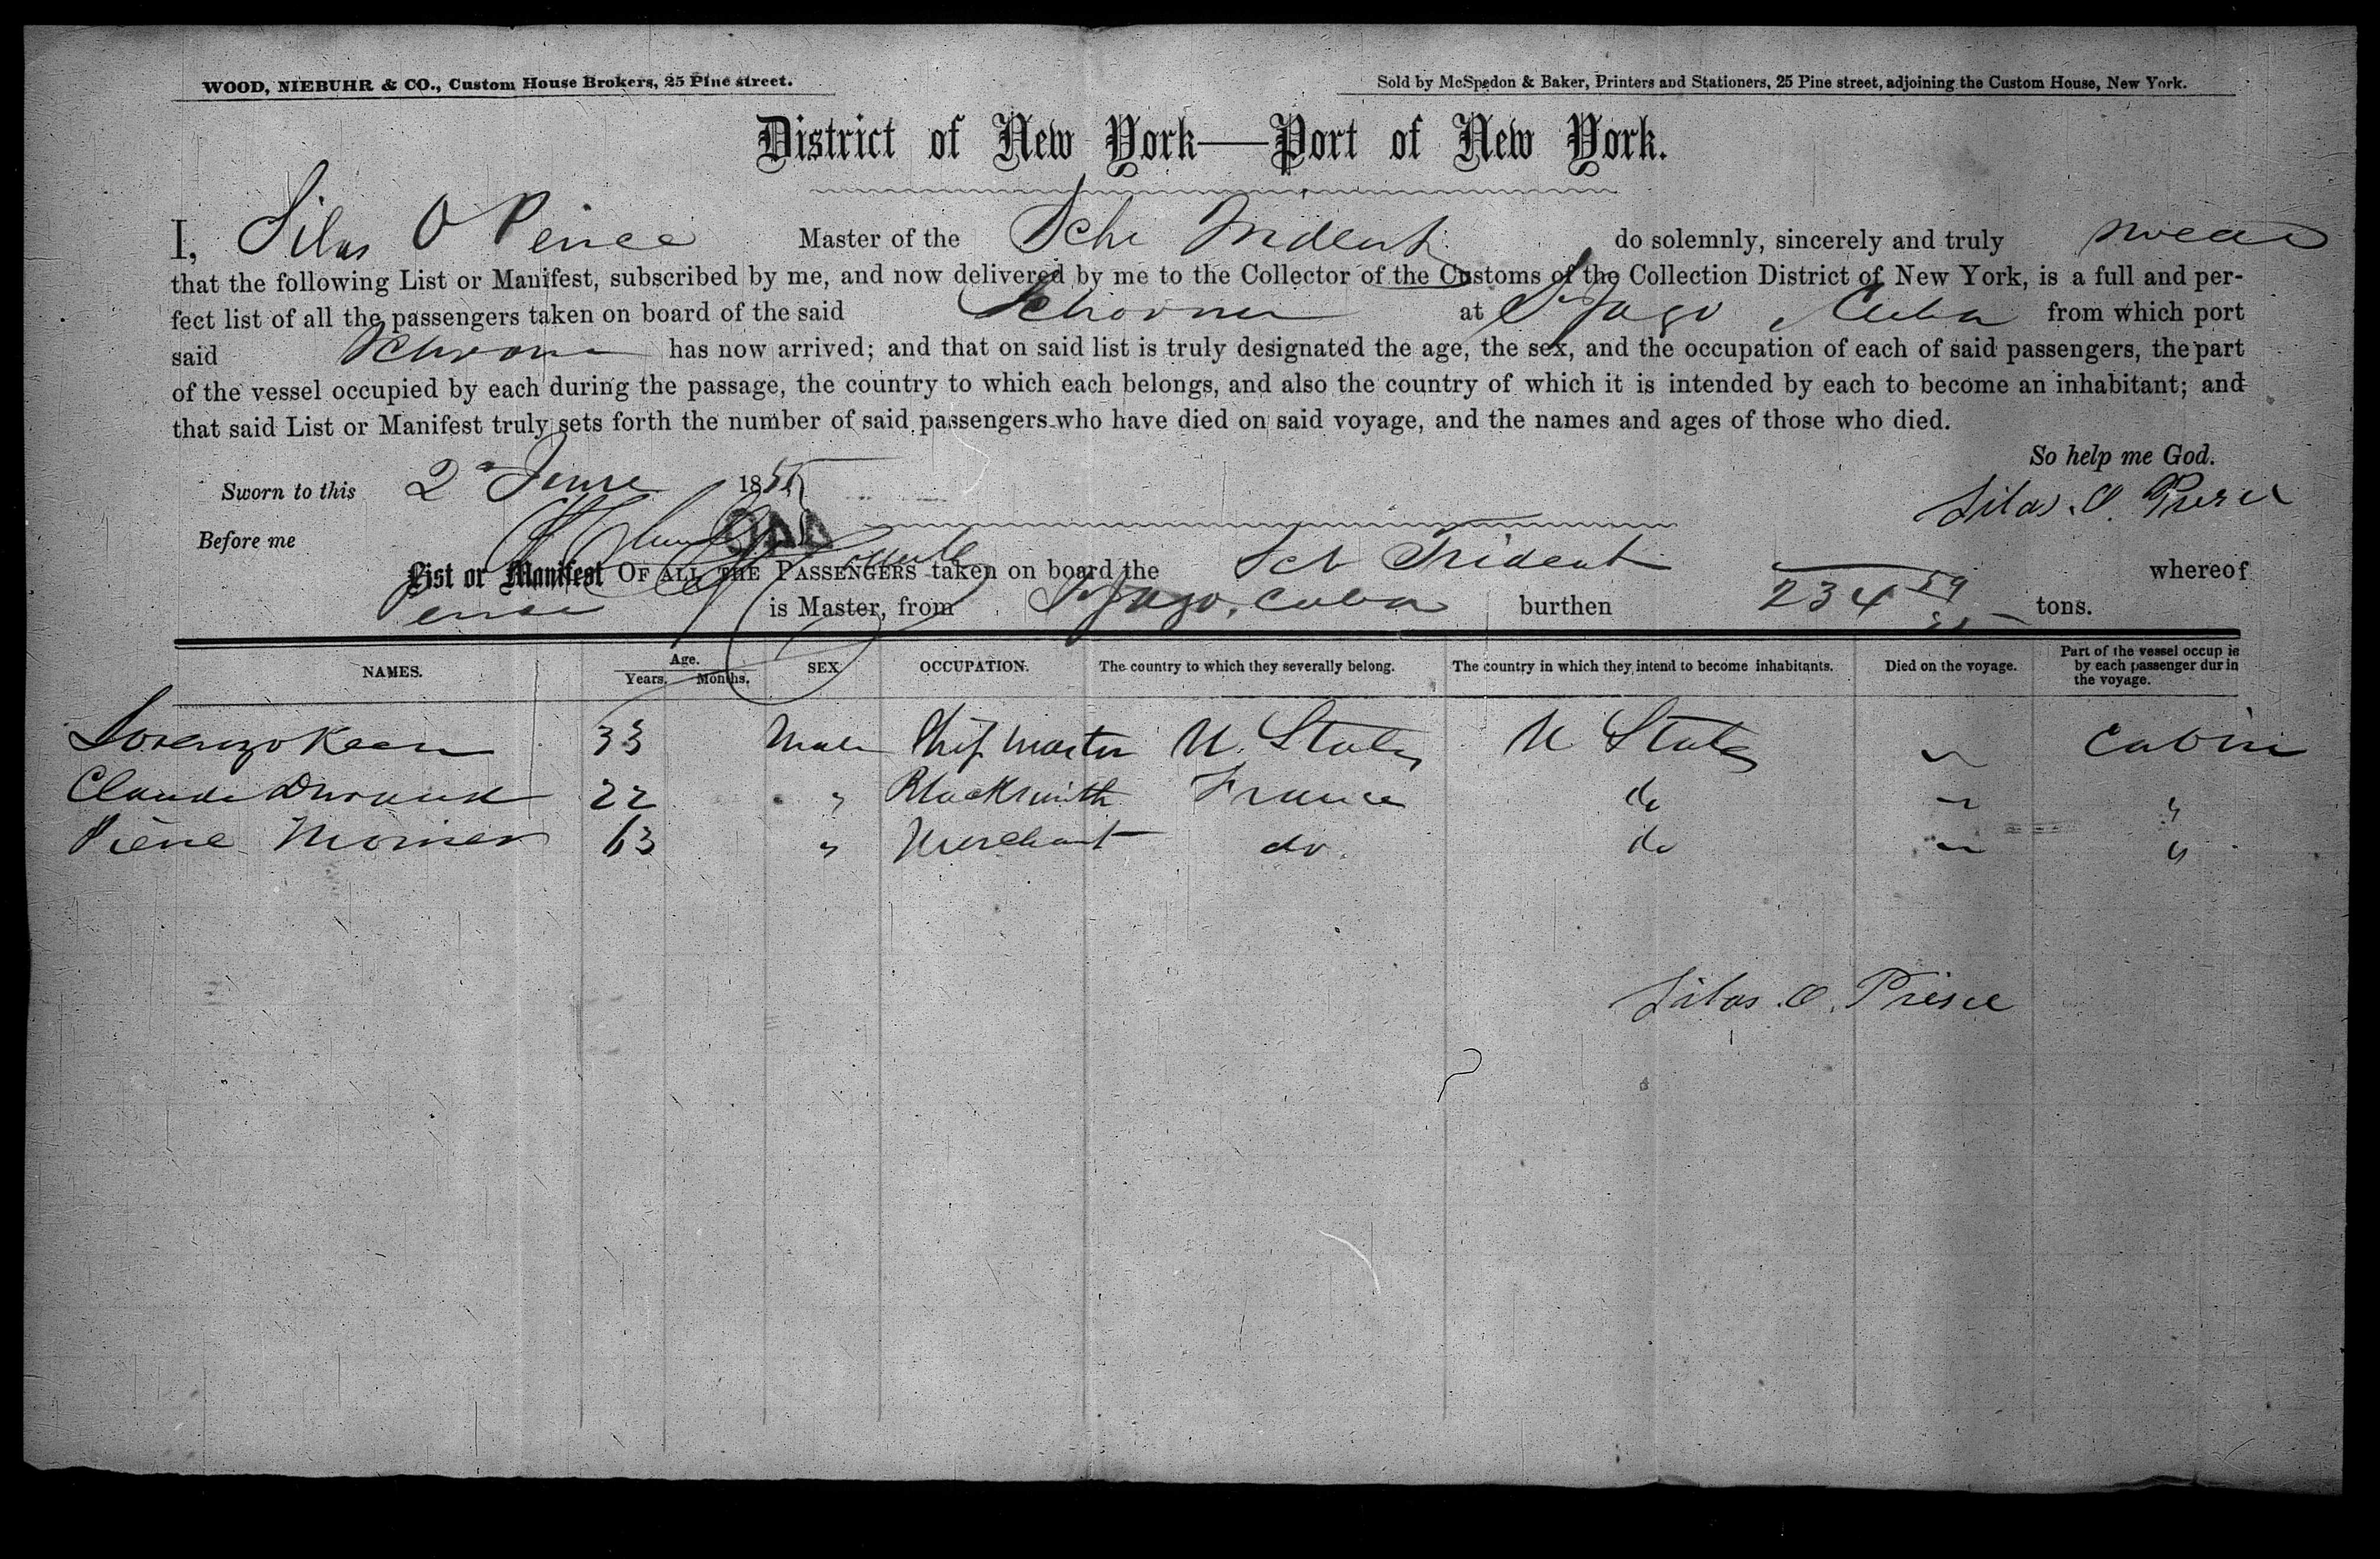 WOOD, NIEBUHR & CO., Custom House Brokers, 25 Pine street.
Sold by McSpedon & Baker, Printers and Stationers, 25 Pine street, adjoining the Custom House, New York.
District of New York—Port of New York.
I, Silas O Peirce Master of the Schr Trident do solemnly, sincerely and truly swear
that the following List or Manifest, subscribed by me, and now delivered by me to the Collector of the Customs of the Collection District of New York, is a full and per-
fect list of all the passengers taken on board of the said Schooner at St Jago Cuba from which port
said Schooner has now arrived; and that on said list is truly designated the age, the sex, and the occupation of each of said passengers, the part
of the vessel occupied by each during the passage, the country to which each belongs, and also the country of which it is intended by each to become an inhabitant; and
that said List or Manifest truly sets forth the number of said passengers who have died on said voyage, and the names and ages of those who died.
So help me God.
Sworn to this 2d June 1855
Silas. O. Peirce
Before me
List or Manifest OF ALL THE PASSENGERS taken on board the Sch Trident whereof
Peirce is Master, from St Jago, Cuba burthen 234 59/95 tons.
NAMES. Age. Years. Months. SEX OCCUPATION. The country to which they severally belong. The country in which they intend to become inhabitants. Died on the voyage. Part of the vessel occup ie by each passenger dur in the voyage.
Lorenzo Keen 33 Male Ship Master U. States U States Cabin
Claude Durand 22 " Blacksmith France do "
Pierre 63 " Merchant do do "
Silas. O. Peirce